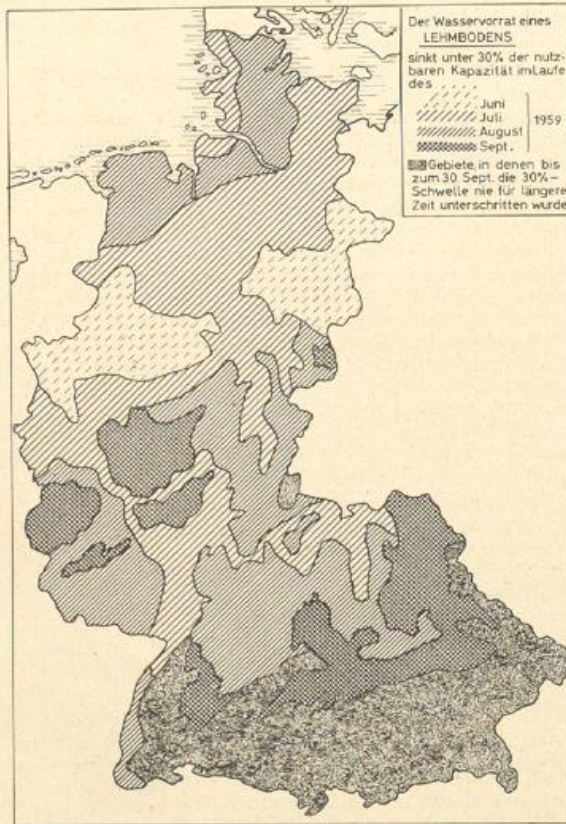 Der Wasservorrat eines
LEHMBODENS
sinkt unter 30% der nutz-
baren Kapazität im Laufe
des
Juni
Juli
August
Sept.
1959
Gebiete, in denen bis
zum 30. Sept. die 30%-
Schwelle nie für längere
Zeit unterschritten wurde